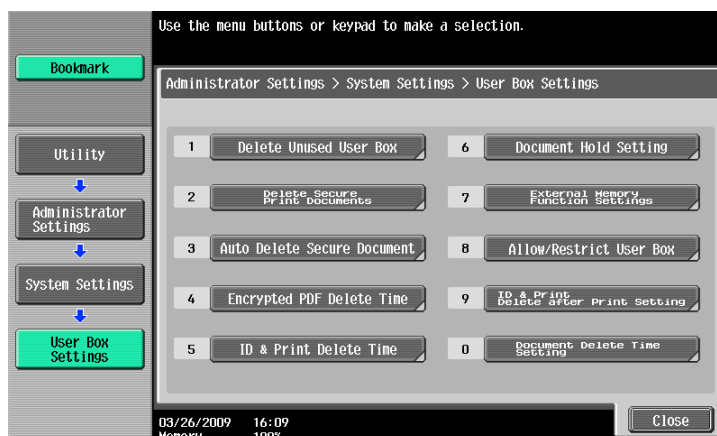 Use the menu buttons or keypad to make a selection.
Bookmark
Administrator Settings > System Settings > User Box Settings
Utility
Administrator
Settings
System Settings
User Box
Settings
1 Delete Unused User Box
2 Delete Secure
Print Documents
3 Auto Delete Secure Document
4 Encrypted PDF Delete Time
5 ID & Print Delete Time
6 Document Hold Setting
7 External Memory
Function Settings
8 Allow/Restrict User Box
9 ID & Print
Delete after Print Setting
0 Document Delete Time
Setting
03/26/2009 16:09
Memory 100%
Close